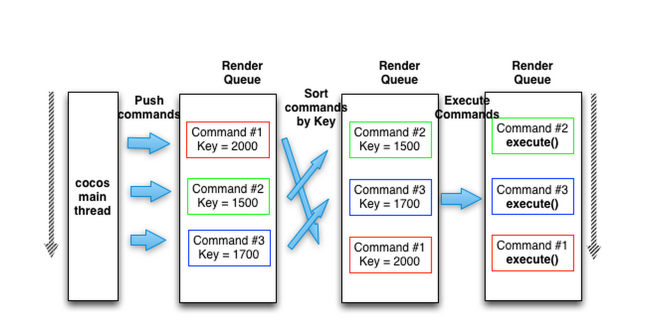 Render
Queue
Render
Queue
Render
Queue
Push
commands
Sort
commands
by Key
Execute
Commands
cocos
main
thread
Command #1
Key = 2000
Command #2
Key = 1500
Command #3
Key = 1700
Command #2
Key = 1500
Command #3
Key = 1700
Command #1
Key = 2000
Command #2
execute()
Command #3
execute()
Command #1
execute()